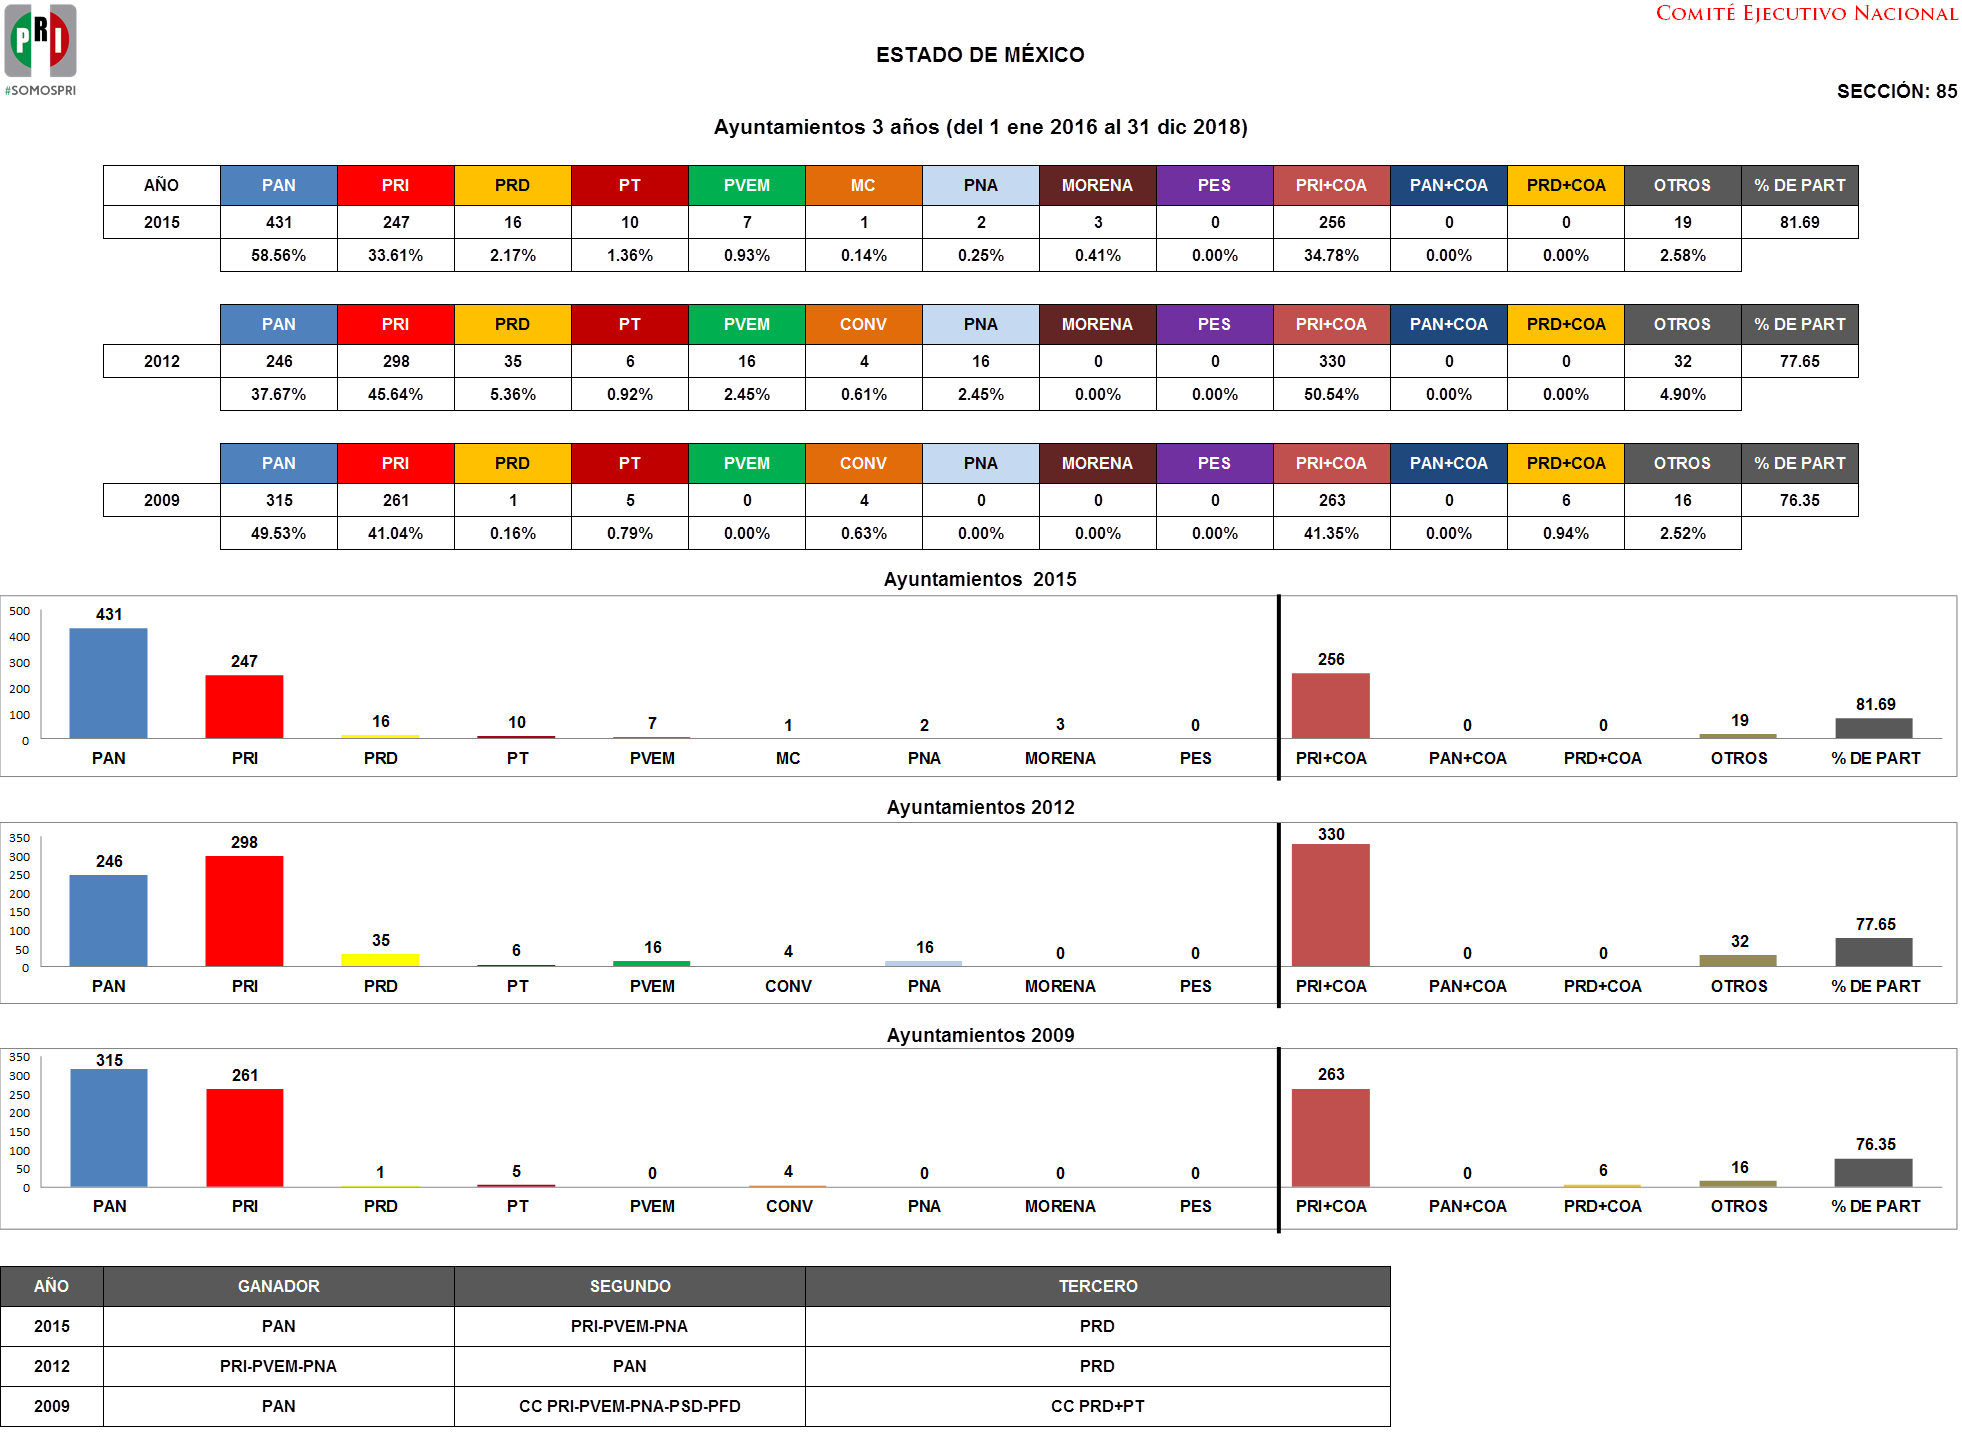 PRI
#SOMOSPRI
COMITÉ EJECUTIVO NACIONAL
ESTADO DE MÉXICO
SECCIÓN: 85
Ayuntamientos 3 años (del 1 ene 2016 al 31 dic 2018)
AÑO PAN PRI PRD PT PVEM MC PNA MORENA PES PRI+COA PAN+COA PRD+COA OTROS % DE PART
2015 431 247 16 10 7 1 2 3 0 256 0 0 19 81.69
58.56% 33.61% 2.17% 1.36% 0.93% 0.14% 0.25% 0.41% 0.00% 34.78% 0.00% 0.00% 2.58%
PAN PRI PRD PT PVEM CONV PNA MORENA PES PRI+COA PAN+COA PRD+COA OTROS % DE PART
2012 246 298 35 6 16 4 16 0 0 330 0 0 32 77.65
37.67% 45.64% 5.36% 0.92% 2.45% 0.61% 2.45% 0.00% 0.00% 50.54% 0.00% 0.00% 4.90%
PAN PRI PRD PT PVEM CONV PNA MORENA PES PRI+COA PAN+COA PRD+COA OTROS % DE PART
2009 315 261 1 5 0 4 0 0 0 263 0 6 16 76.35
49.53% 41.04% 0.16% 0.79% 0.00% 0.63% 0.00% 0.00% 0.00% 41.35% 0.00% 0.94% 2.52%
Ayuntamientos 2015
500
400
300
200
100
0
431 247 16 10 7 1 2 3 0 256 0 0 19 81.69
PAN PRI PRD PT PVEM MC PNA MORENA PES PRI+COA PAN+COA PRD+COA OTROS % DE PART
Ayuntamientos 2012
350
300
250
200
150
100
50
0
246 298 35 6 16 4 16 0 0 330 0 0 32 77.65
PAN PRI PRD PT PVEM CONV PNA MORENA PES PRI+COA PAN+COA PRD+COA OTROS % DE PART
Ayuntamientos 2009
350
300
250
200
150
100
50
0
315 261 1 5 0 4 0 0 0 263 0 6 16 76.35
PAN PRI PRD PT PVEM CONV PNA MORENA PES PRI+COA PAN+COA PRD+COA OTROS % DE PART
AÑO GANADOR SEGUNDO TERCERO
2015 PAN PRI-PVEM-PNA PRD
2012 PRI-PVEM-PNA PAN PRD
2009 PAN CC PRI-PVEM-PNA-PSD-PFD CC PRD+PT